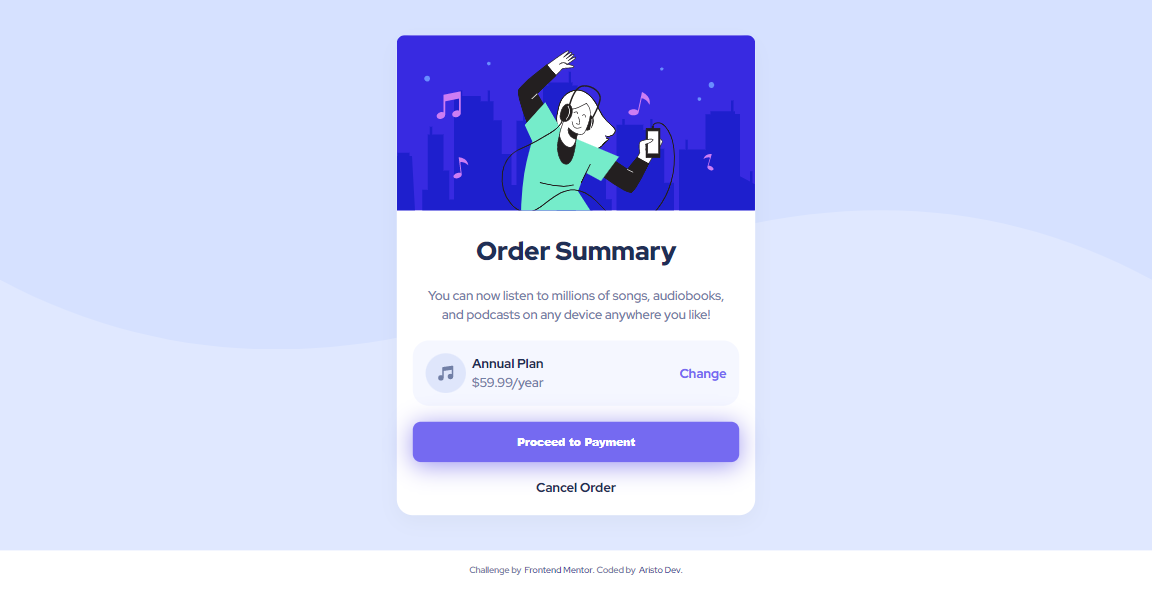 Order Summary
You can now listen to millions of songs, audiobooks,
and podcasts on any device anywhere you like!
Annual Plan
$59.99/year
Change
Proceed to Payment
Cancel Order
Challenge by Frontend Mentor. Coded by Aristo Dev.